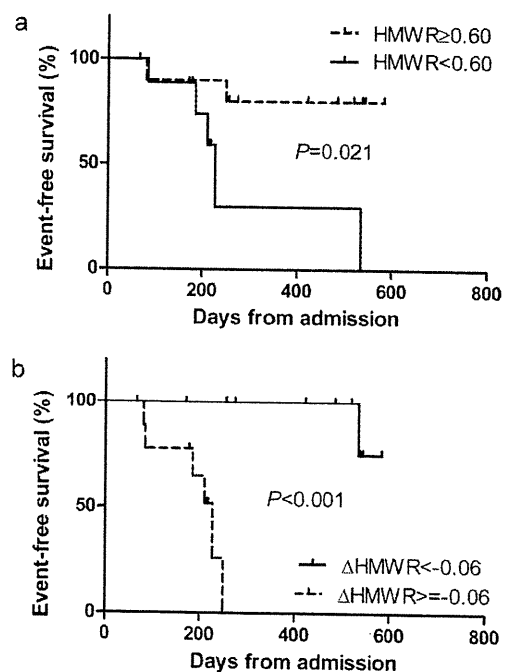 a
HMWR≥0.60
HMWR<0.60
100
50
0
Event-free survival (%)
P=0.021
0 200 400 600 800
Days from admission
b
100
50
0
Event-free survival (%)
P<0.001
ΔHMWR<-0.06
ΔHMWR>=-0.06
0 200 400 600 800
Days from admission